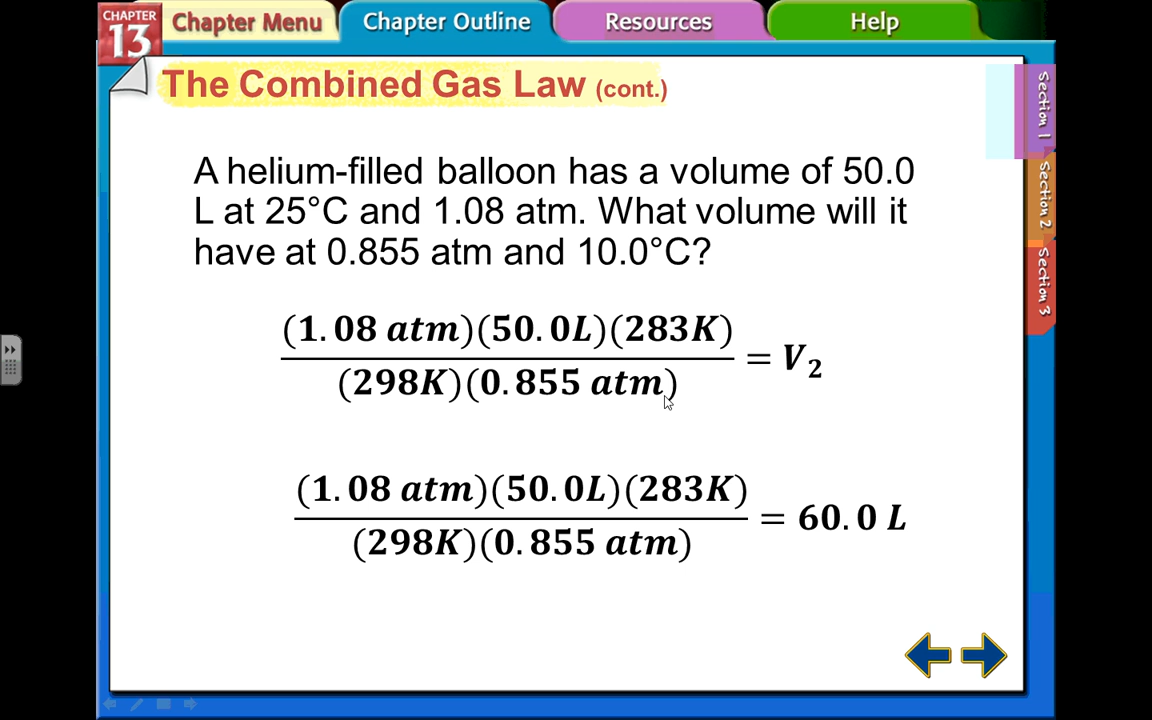 CHAPTER
13
Chapter Menu
Chapter Outline
Resources
Help
The Combined Gas Law (cont.)
Section 1
Section 2
Section 3
A helium-filled balloon has a volume of 50.0
L at 25°C and 1.08 atm. What volume will it
have at 0.855 atm and 10.0°C?
(1.08 atm)(50.0L)(283K)
= V₂
(298K)(0.855 atm)
(1.08 atm)(50.0L)(283K)
= 60.0 L
(298K)(0.855 atm)